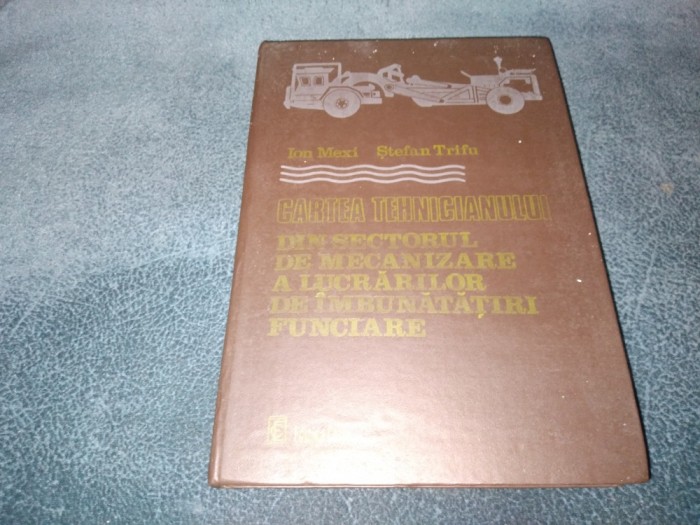 Ion Mexi Ștefan Trifu
CARTEA TEHNICIANULUI
DIN SECTORUL
DE MECANIZARE
A LUCRĂRILOR
DE ÎMBUNĂTĂȚIRI
FUNCIARE